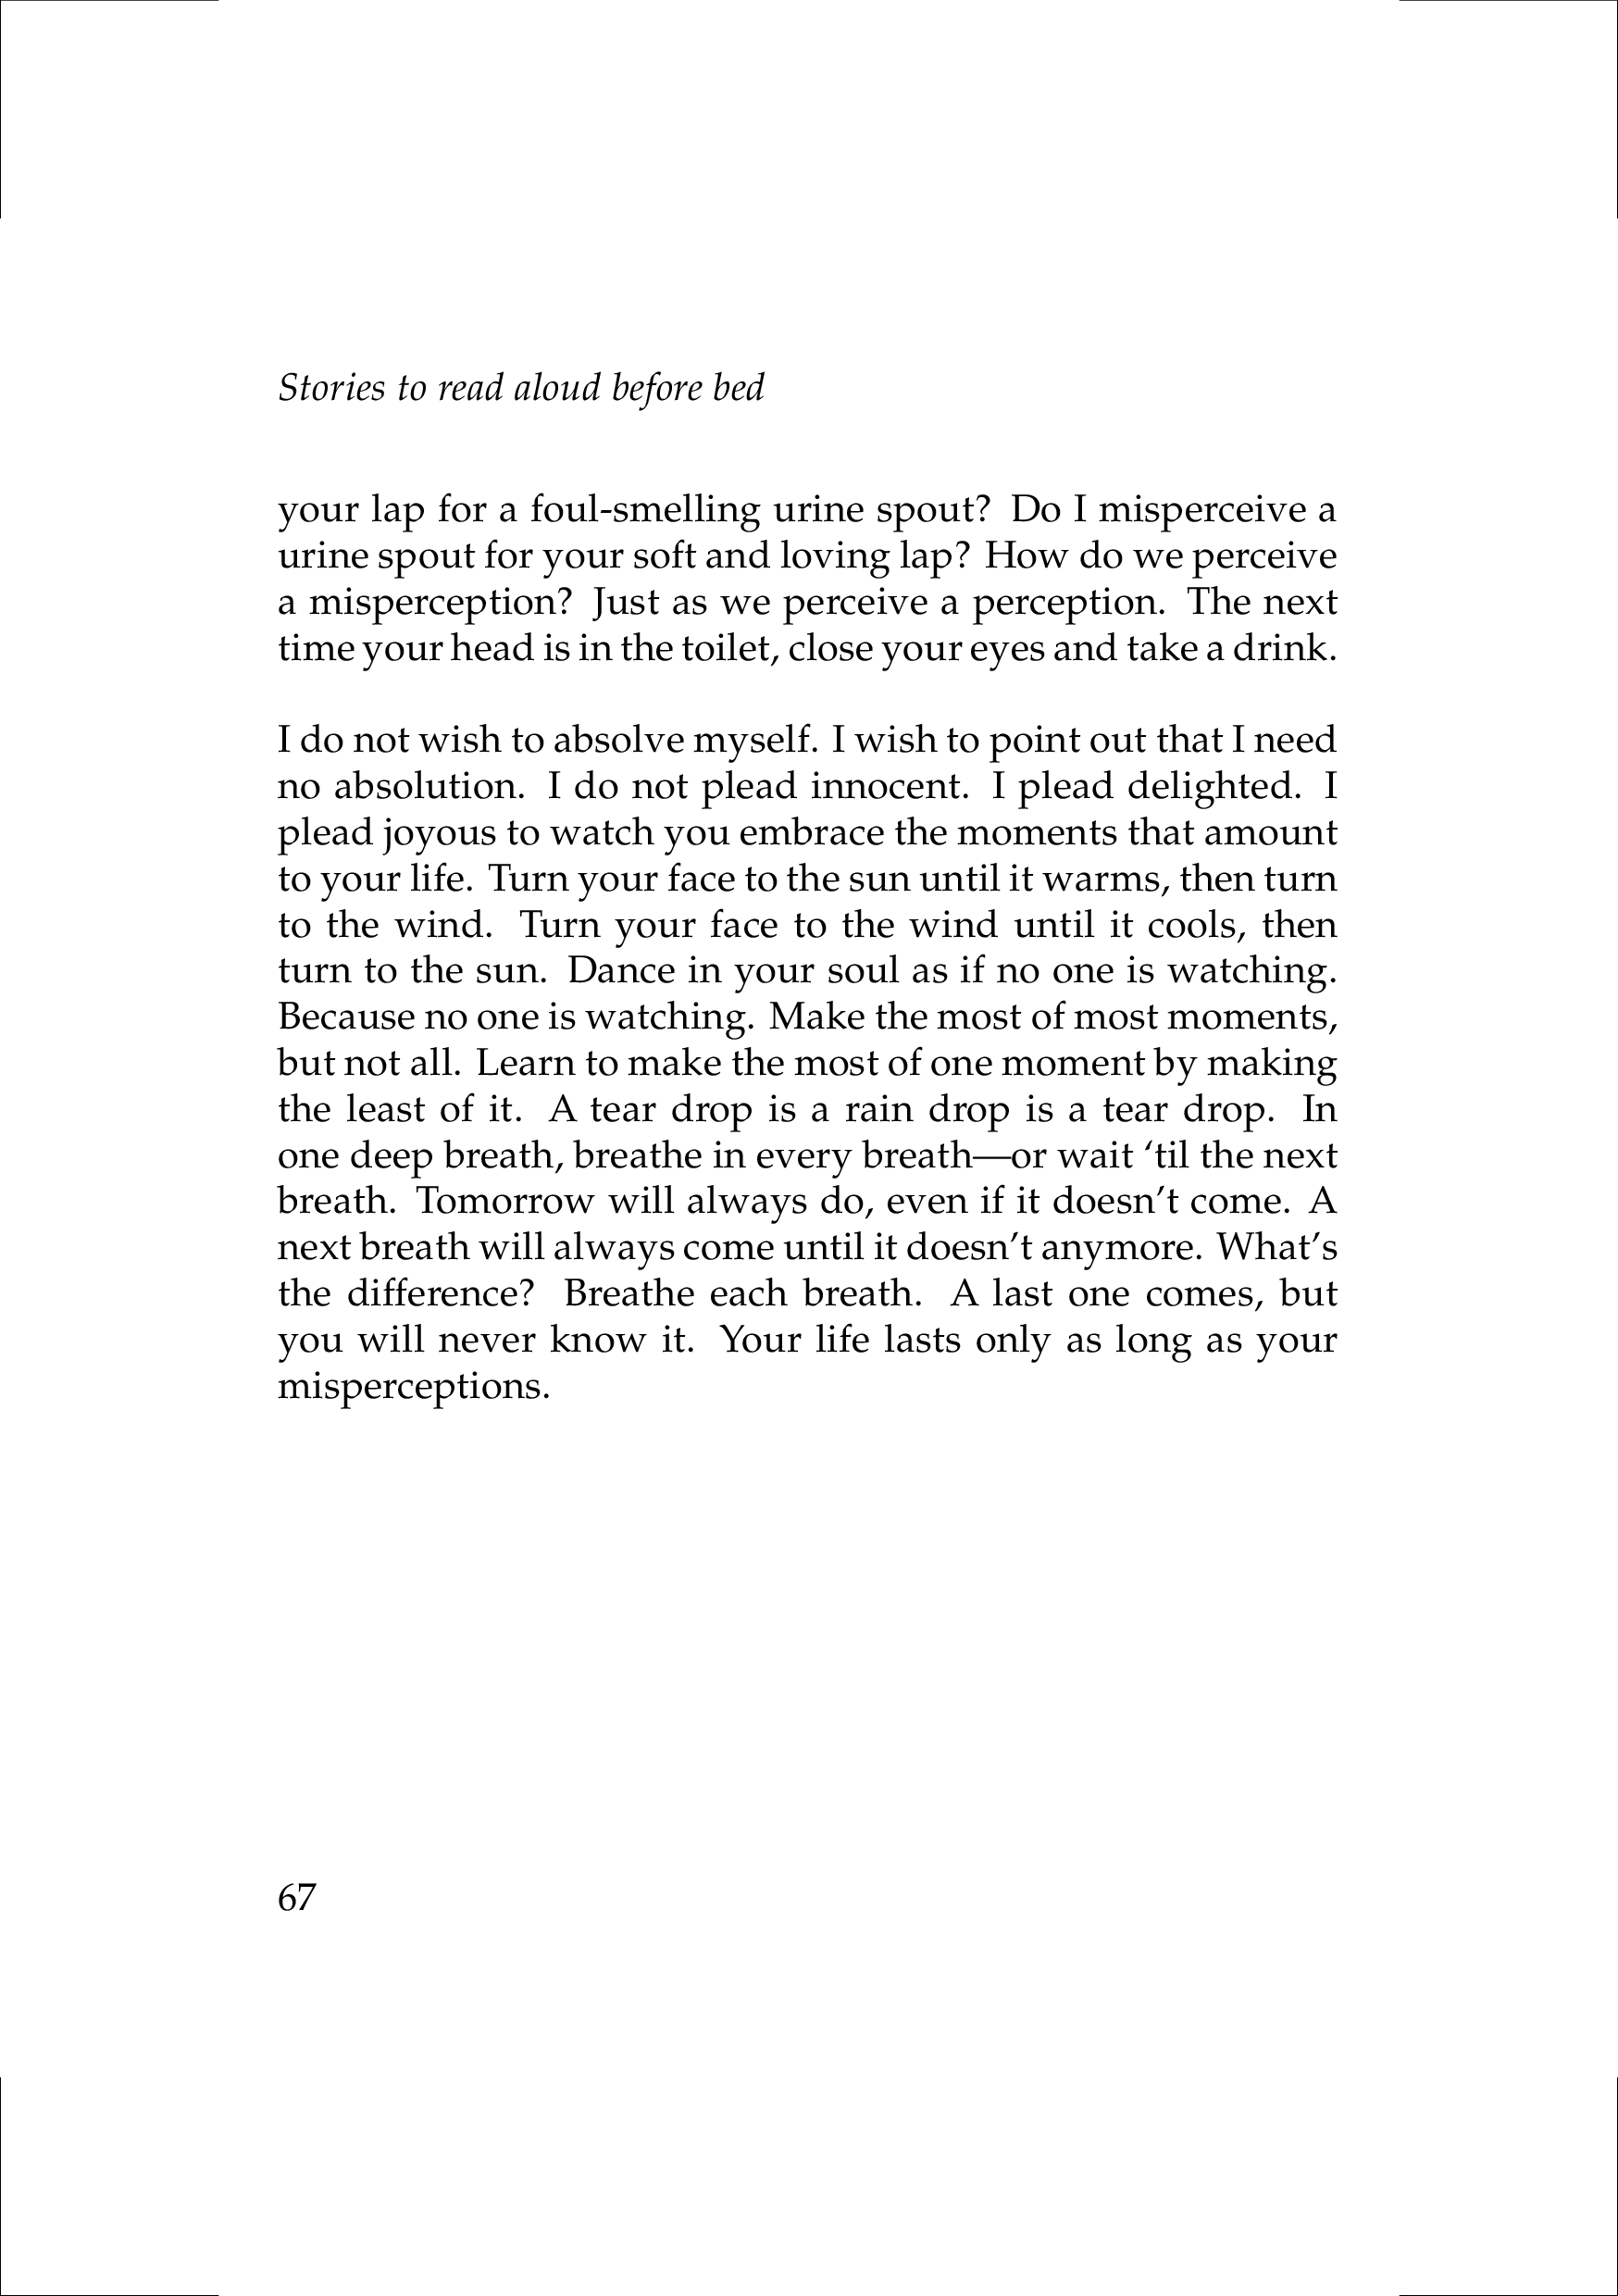 Stories to read aloud before bed
your lap for a foul-smelling urine spout? Do I misperceive a
urine spout for your soft and loving lap? How do we perceive
a misperception? Just as we perceive a perception. The next
time your head is in the toilet, close your eyes and take a drink.
I do not wish to absolve myself. I wish to point out that I need
no absolution. I do not plead innocent. I plead delighted. I
plead joyous to watch you embrace the moments that amount
to your life. Turn your face to the sun until it warms, then turn
to the wind. Turn your face to the wind until it cools, then
turn to the sun. Dance in your soul as if no one is watching.
Because no one is watching. Make the most of most moments,
but not all. Learn to make the most of one moment by making
the least of it. A tear drop is a rain drop is a tear drop. In
one deep breath, breathe in every breath—or wait ‘til the next
breath. Tomorrow will always do, even if it doesn’t come. A
next breath will always come until it doesn’t anymore. What’s
the difference? Breathe each breath. A last one comes, but
you will never know it. Your life lasts only as long as your
misperceptions.
67